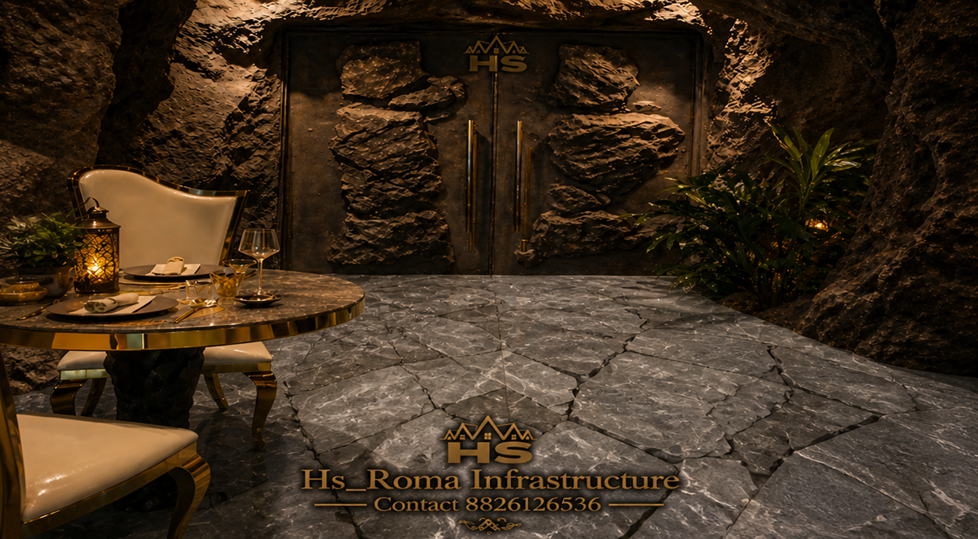 HS
HS
Hs_Roma Infrastructure
Contact 8826126536